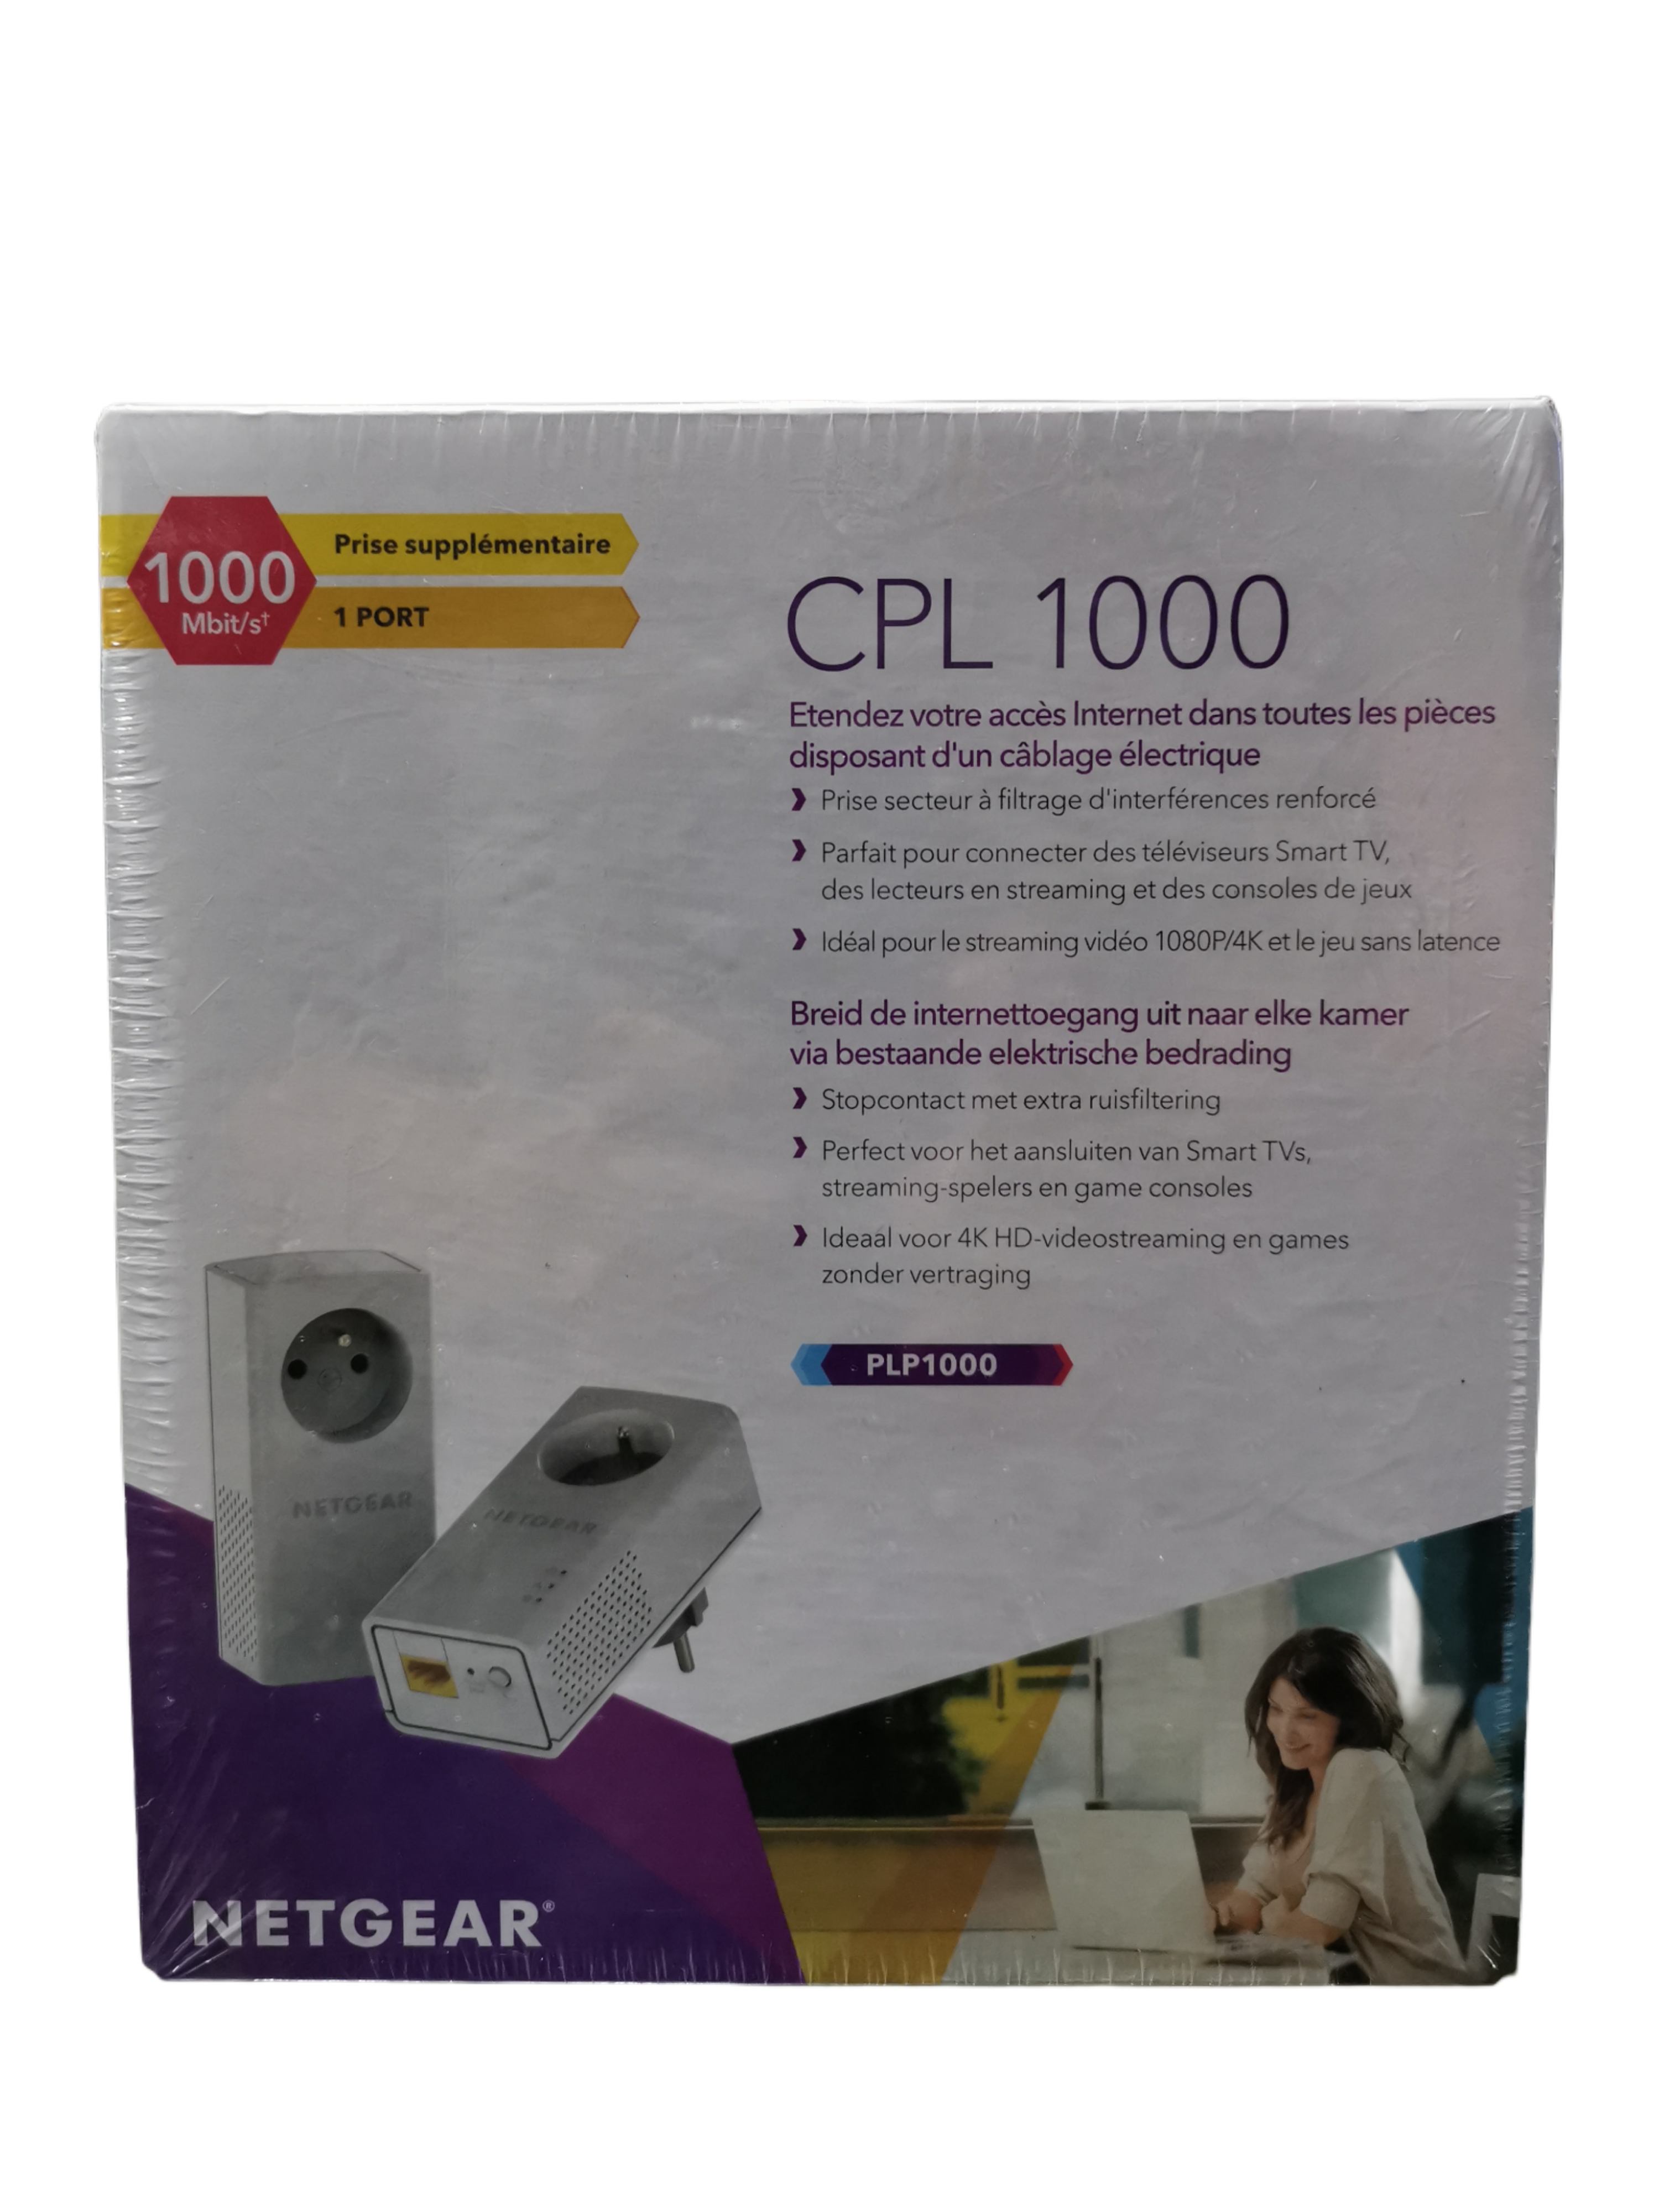 1000
Mbit/s†
Prise supplémentaire
1 PORT
CPL 1000
Etendez votre accès Internet dans toutes les pièces
disposant d'un câblage électrique
❯ Prise secteur à filtrage d'interférences renforcé
❯ Parfait pour connecter des téléviseurs Smart TV,
des lecteurs en streaming et des consoles de jeux
❯ Idéal pour le streaming vidéo 1080P/4K et le jeu sans latence
Breid de internettoegang uit naar elke kamer
via bestaande elektrische bedrading
❯ Stopcontact met extra ruisfiltering
❯ Perfect voor het aansluiten van Smart TVs,
streaming-spelers en game consoles
❯ Ideaal voor 4K HD-videostreaming en games
zonder vertraging
PLP1000
NETGEAR
NETGEAR
NETGEAR®